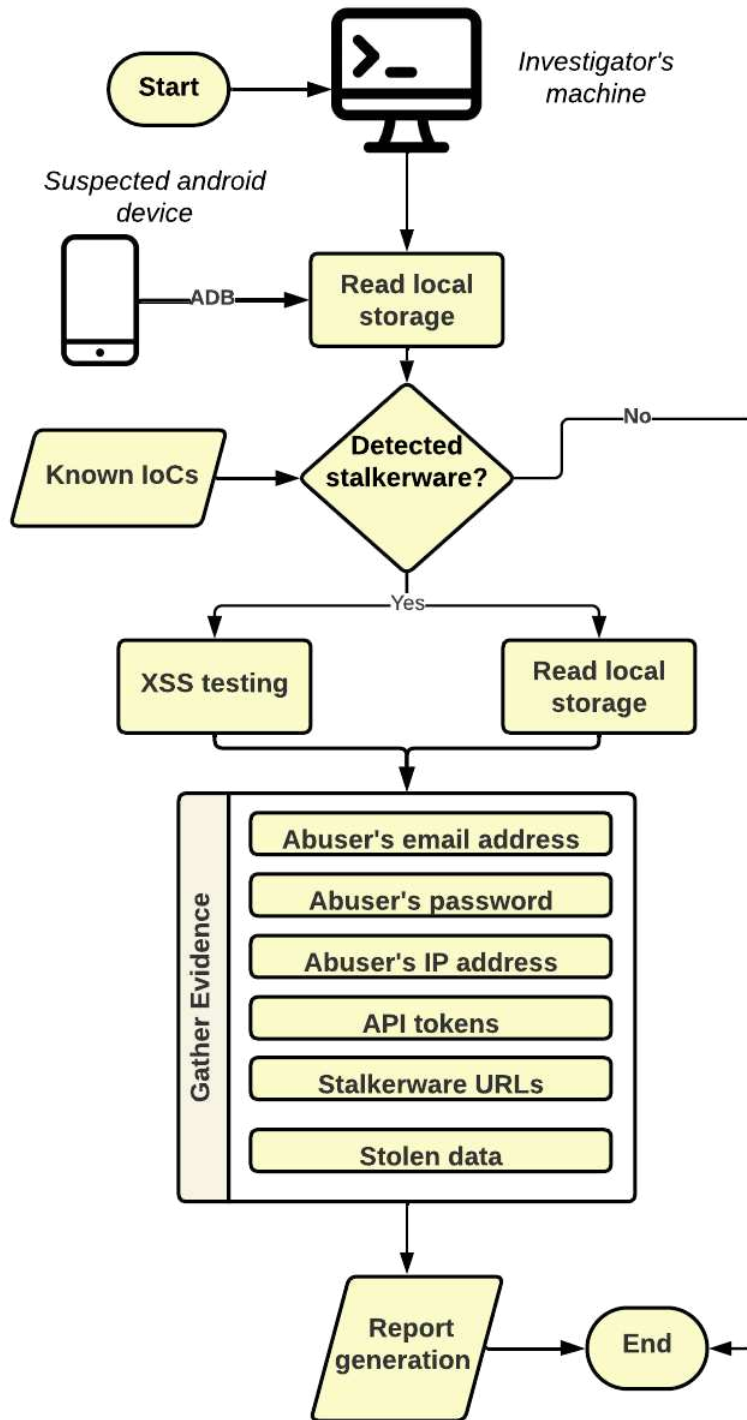 Start
Investigator's
machine
Suspected android
device
ADB
Read local
storage
Known IoCs
Detected
stalkerware?
No
Yes
XSS testing
Read local
storage
Gather Evidence
Abuser's email address
Abuser's password
Abuser's IP address
API tokens
Stalkerware URLs
Stolen data
Report
generation
End